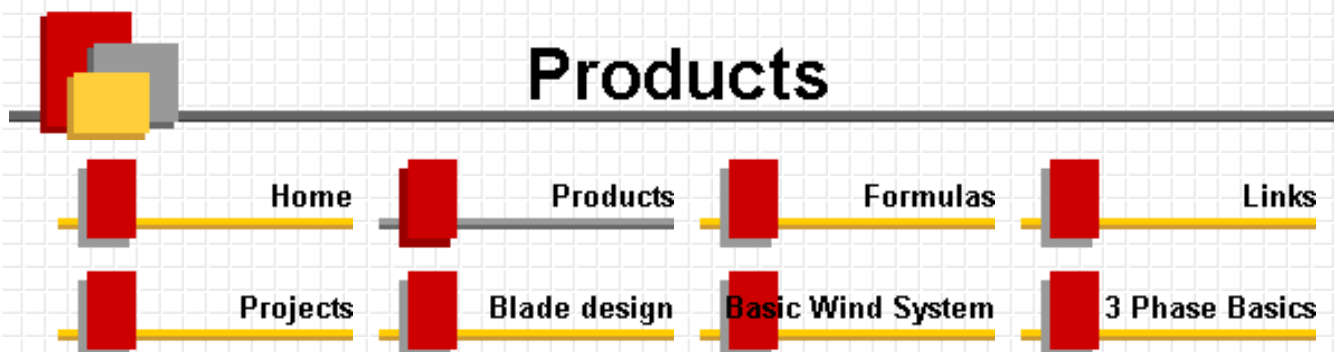 Products
Home Products Formulas Links
Projects Blade design Basic Wind System 3 Phase Basics